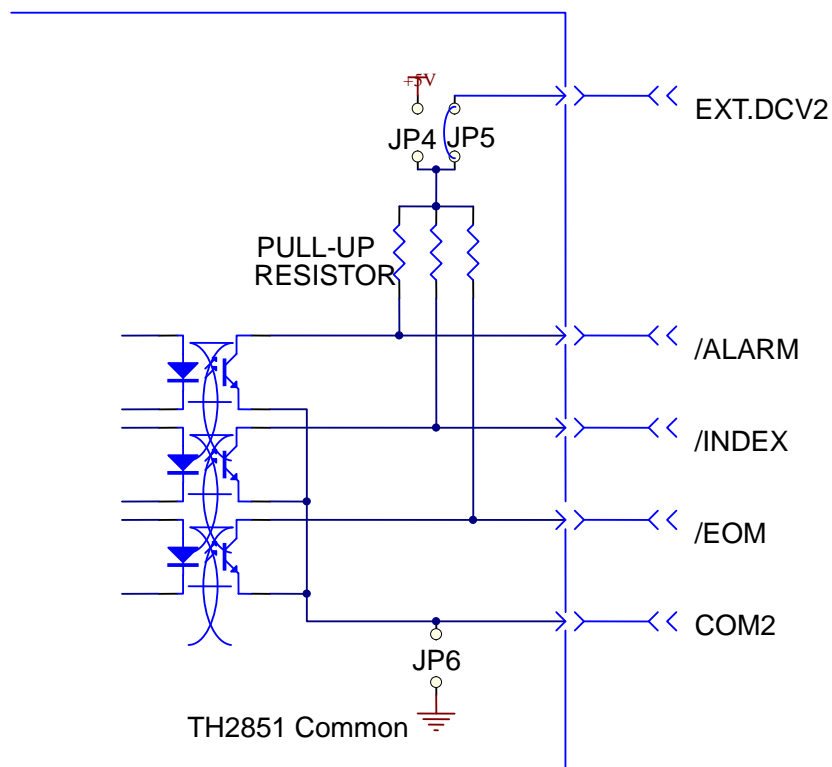 +5V
EXT.DCV2
JP4 JP5
PULL-UP
RESISTOR
/ALARM
/INDEX
/EOM
COM2
JP6
TH2851 Common